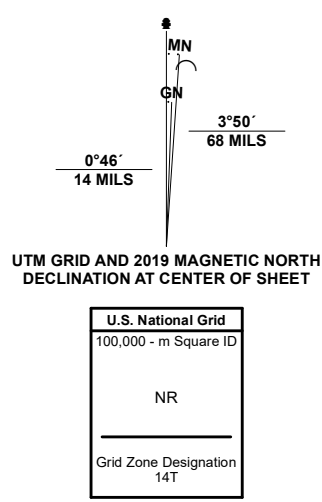 MN
GN
3°50´
68 MILS
0°46´
14 MILS
UTM GRID AND 2019 MAGNETIC NORTH
DECLINATION AT CENTER OF SHEET
U.S. National Grid
100,000 - m Square ID
NR
Grid Zone Designation
14T